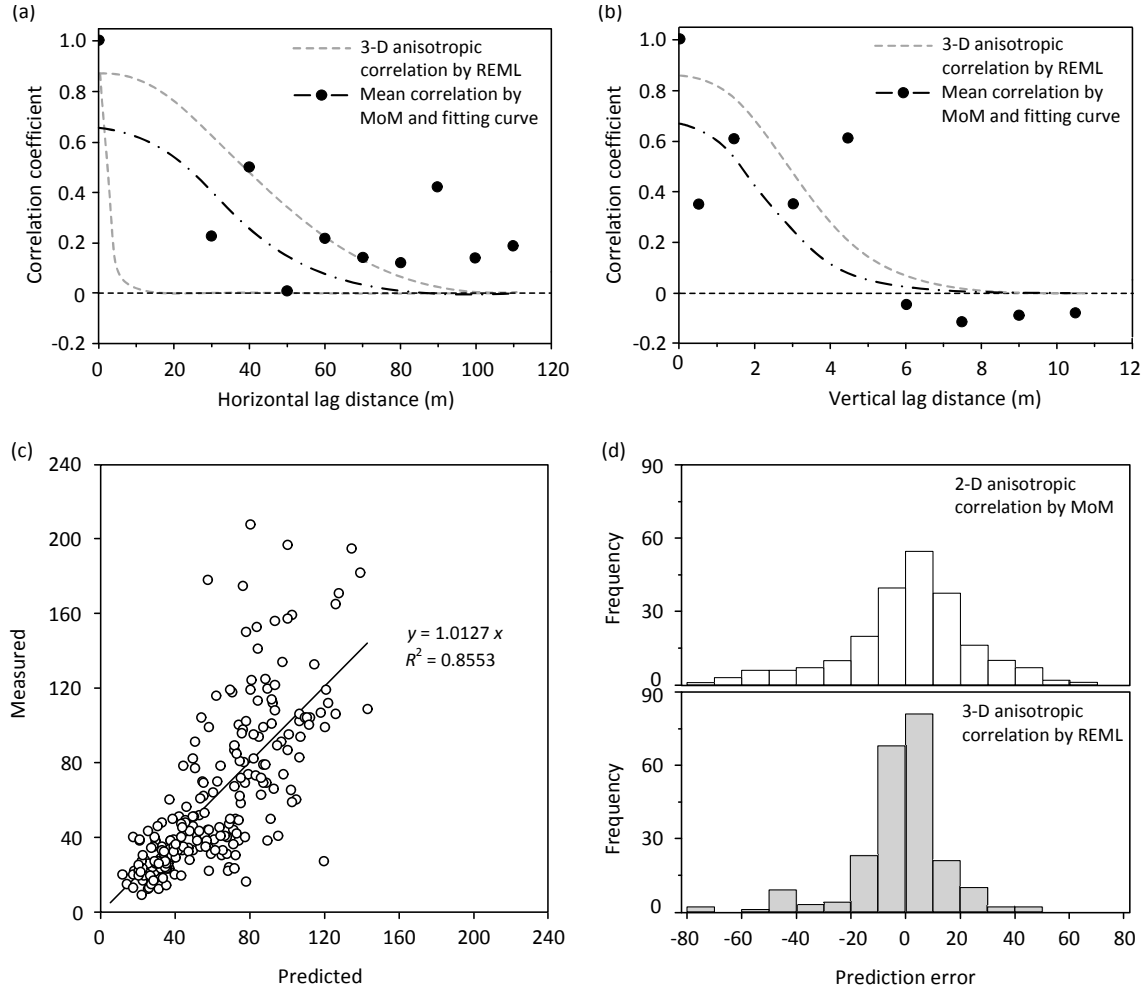 (a)
1.0
0.8
0.6
0.4
0.2
0
-0.2
Correlation coefficient
3-D anisotropic
correlation by REML
Mean correlation by
MoM and fitting curve
0 20 40 60 80 100 120
Horizontal lag distance (m)
(b)
1.0
0.8
0.6
0.4
0.2
0
-0.2
Correlation coefficient
3-D anisotropic
correlation by REML
Mean correlation by
MoM and fitting curve
0 2 4 6 8 10 12
Vertical lag distance (m)
(c)
240
200
160
120
80
40
0
Measured
y = 1.0127 x
R² = 0.8553
0 40 80 120 160 200 240
Predicted
(d)
90
60
30
0
Frequency
2-D anisotropic
correlation by MoM
90
60
30
0
Frequency
3-D anisotropic
correlation by REML
-80 -60 -40 -20 0 20 40 60 80
Prediction error